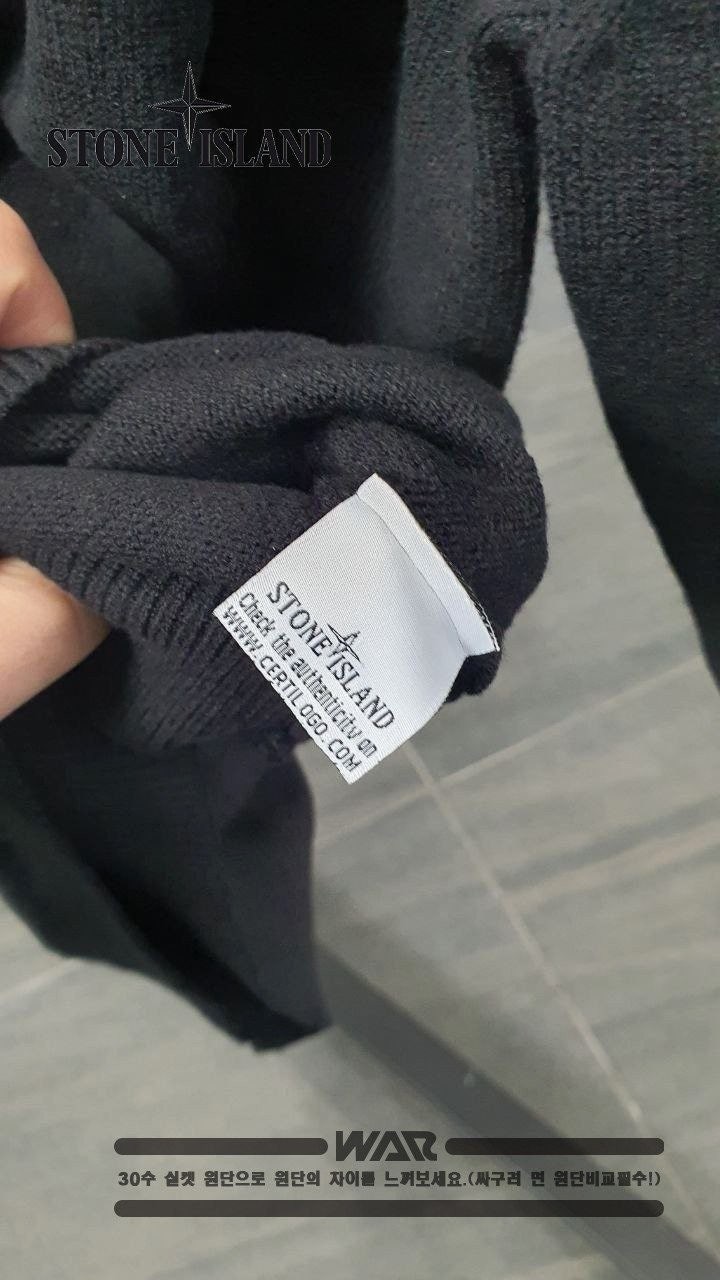 STONE ISLAND
STONE ISLAND
Check the authenticity on
WWW.CERTILOGO.COM
WAR
30수 실켓 원단으로 원단의 차이를 느껴보세요.(싸구려 면 원단비교필수!)